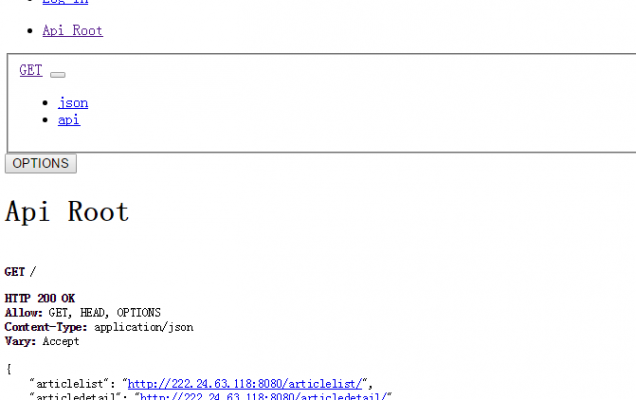 Log in
Api Root
GET
json
api
OPTIONS
Api Root
GET /
HTTP 200 OK
Allow: GET, HEAD, OPTIONS
Content-Type: application/json
Vary: Accept
{
"articlelist": "http://222.24.63.118:8080/articlelist/",
"articledetail": "http://222.24.63.118:8080/articledetail/"